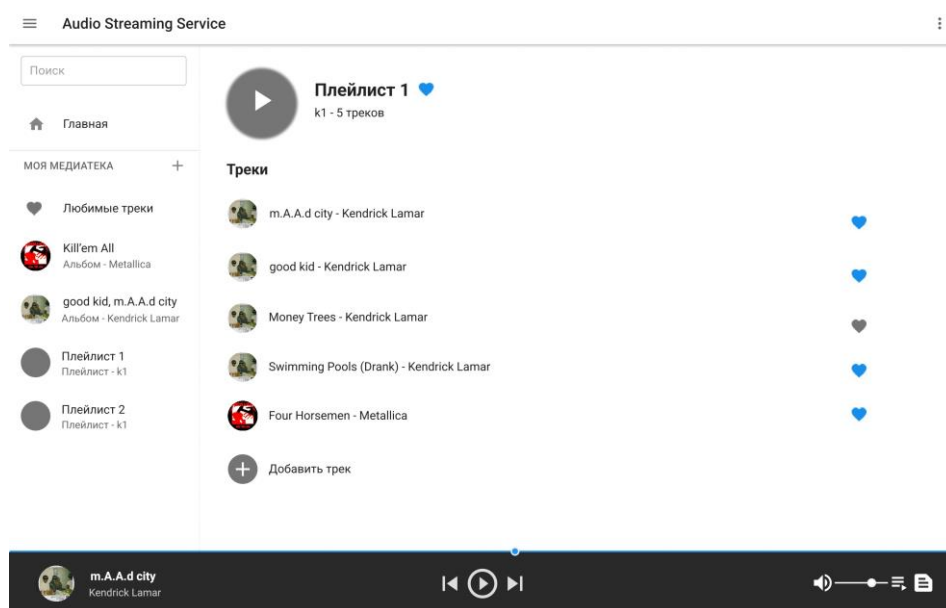 Audio Streaming Service
Поиск
Главная
МОЯ МЕДИАТЕКА
Любимые треки
Kill'em All
Альбом - Metallica
good kid, m.A.A.d city
Альбом - Kendrick Lamar
Плейлист 1
Плейлист - k1
Плейлист 2
Плейлист - k1
Плейлист 1
k1 - 5 треков
Треки
m.A.A.d city - Kendrick Lamar
good kid - Kendrick Lamar
Money Trees - Kendrick Lamar
Swimming Pools (Drank) - Kendrick Lamar
Four Horsemen - Metallica
Добавить трек
m.A.A.d city
Kendrick Lamar